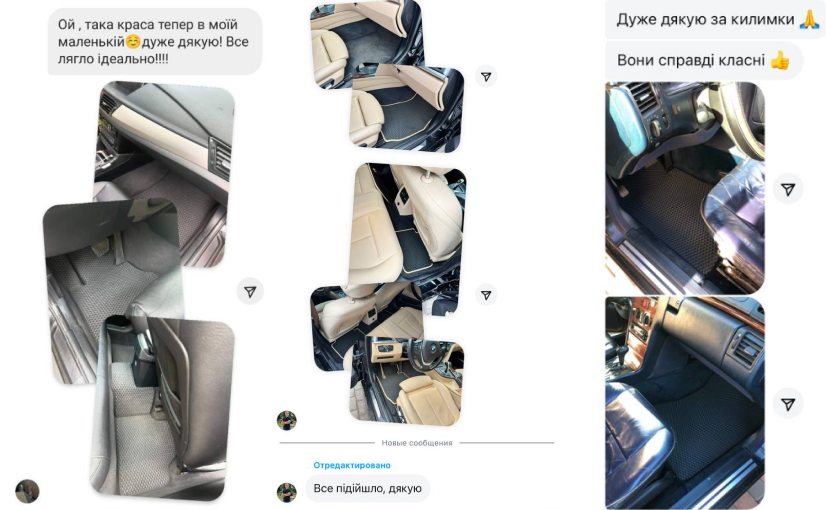 Ой , така краса тепер в моїй
маленькій☺️дуже дякую! Все
лягло ідеально!!!!
Новые сообщения
Отредактировано
Все підійшло, дякую
Дуже дякую за килимки 🙏
Вони справді класні 👍